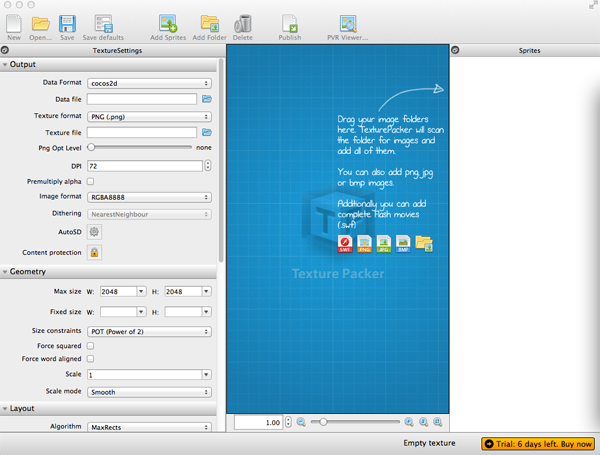 New Open... Save Save defaults Add Sprites Add Folder Delete Publish PVR Viewer...
TextureSettings
Output
Data Format cocos2d
Data file
Texture format PNG (.png)
Texture file
Png Opt Level none
DPI 72
Premultiply alpha
Image format RGBA8888
Dithering NearestNeighbour
AutoSD
Content protection
Geometry
Max size W: 2048 H: 2048
Fixed size W: H:
Size constraints POT (Power of 2)
Force squared
Force word aligned
Scale 1
Scale mode Smooth
Layout
Algorithm MaxRects
Drag your image folders
here. TexturePacker will scan
the folder for images and
add all of them.
You can also add png, jpg
or bmp images.
Additionally you can add
complete flash movies
(.swf)
SWF PNG JPG BMP
Texture Packer
1.00
Sprites
Empty texture
Trial: 6 days left. Buy now